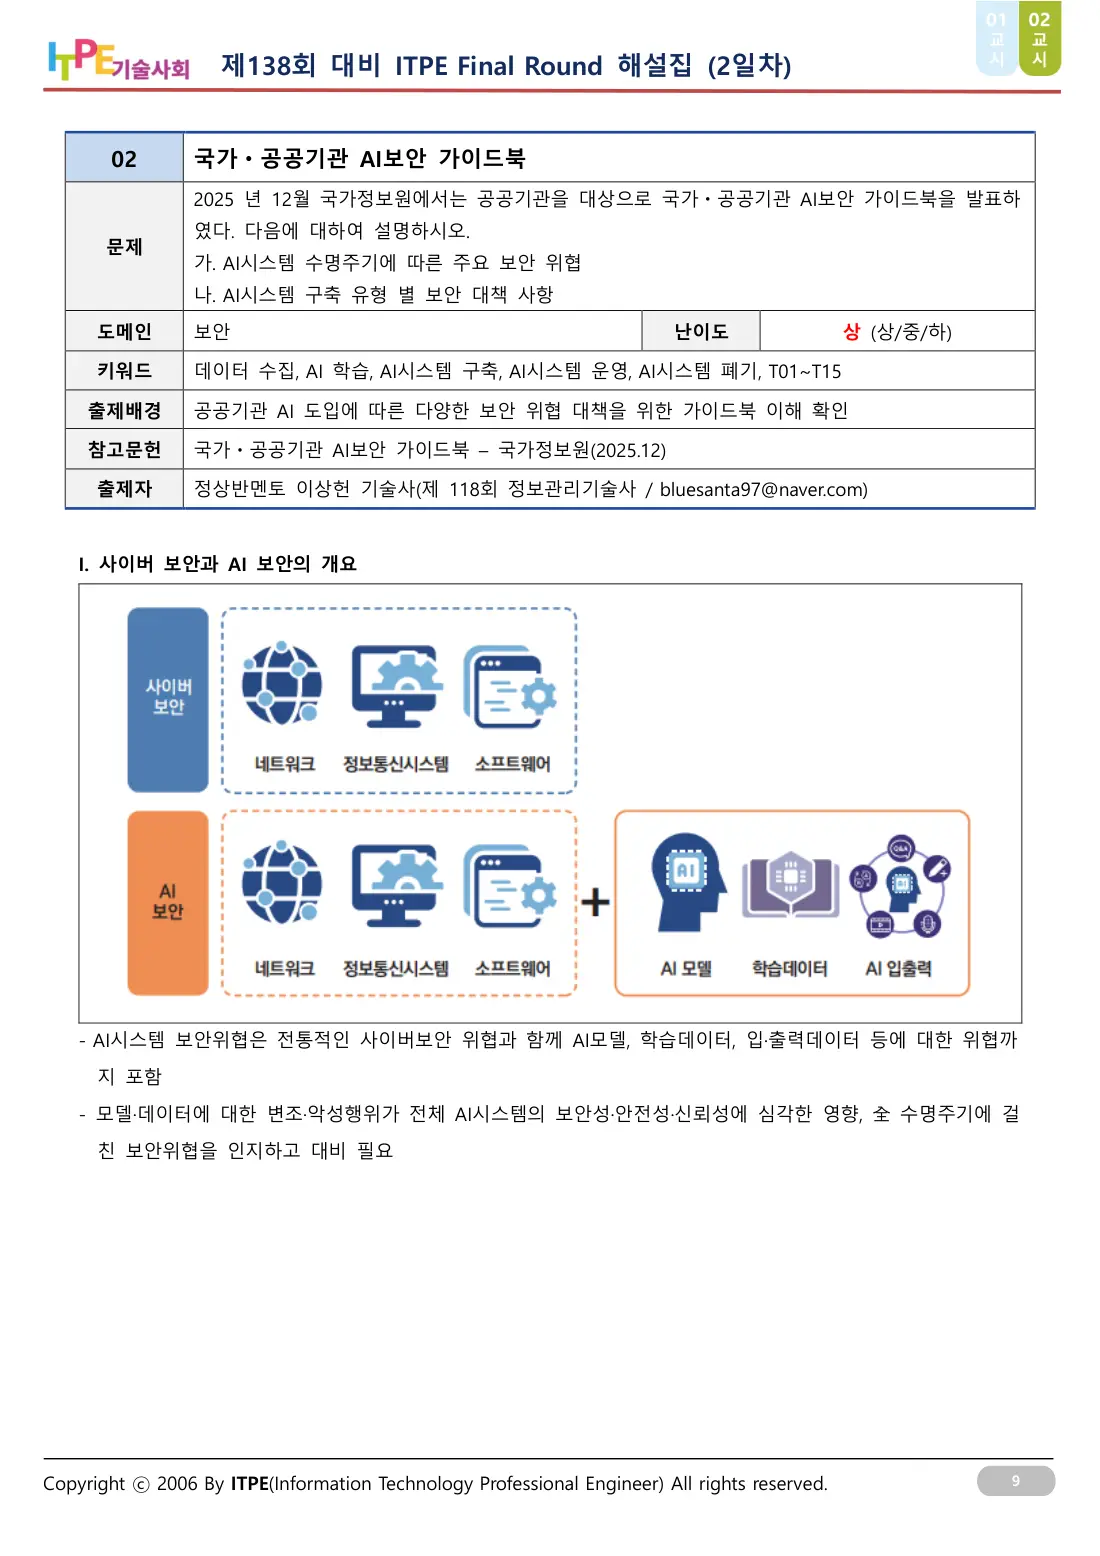 ITPE기술사회 제138회 대비 ITPE Final Round 해설집 (2일차)
01 교시
02 교시
02 국가・공공기관 AI보안 가이드북
문제
2025 년 12월 국가정보원에서는 공공기관을 대상으로 국가・공공기관 AI보안 가이드북을 발표하
였다. 다음에 대하여 설명하시오.
가. AI시스템 수명주기에 따른 주요 보안 위협
나. AI시스템 구축 유형 별 보안 대책 사항
도메인 보안 난이도 상 (상/중/하)
키워드 데이터 수집, AI 학습, AI시스템 구축, AI시스템 운영, AI시스템 폐기, T01~T15
출제배경 공공기관 AI 도입에 따른 다양한 보안 위협 대책을 위한 가이드북 이해 확인
참고문헌 국가・공공기관 AI보안 가이드북 – 국가정보원(2025.12)
출제자 정상반멘토 이상헌 기술사(제 118회 정보관리기술사 / bluesanta97@naver.com)
I. 사이버 보안과 AI 보안의 개요
사이버
보안
네트워크 정보통신시스템 소프트웨어
AI
보안
네트워크 정보통신시스템 소프트웨어
+
AI
Q&A
AI
AI 모델 학습데이터 AI 입출력
- AI시스템 보안위협은 전통적인 사이버보안 위협과 함께 AI모델, 학습데이터, 입·출력데이터 등에 대한 위협까
지 포함
- 모델·데이터에 대한 변조·악성행위가 전체 AI시스템의 보안성·안전성·신뢰성에 심각한 영향, 全 수명주기에 걸
친 보안위협을 인지하고 대비 필요
Copyright ⓒ 2006 By ITPE(Information Technology Professional Engineer) All rights reserved.
9